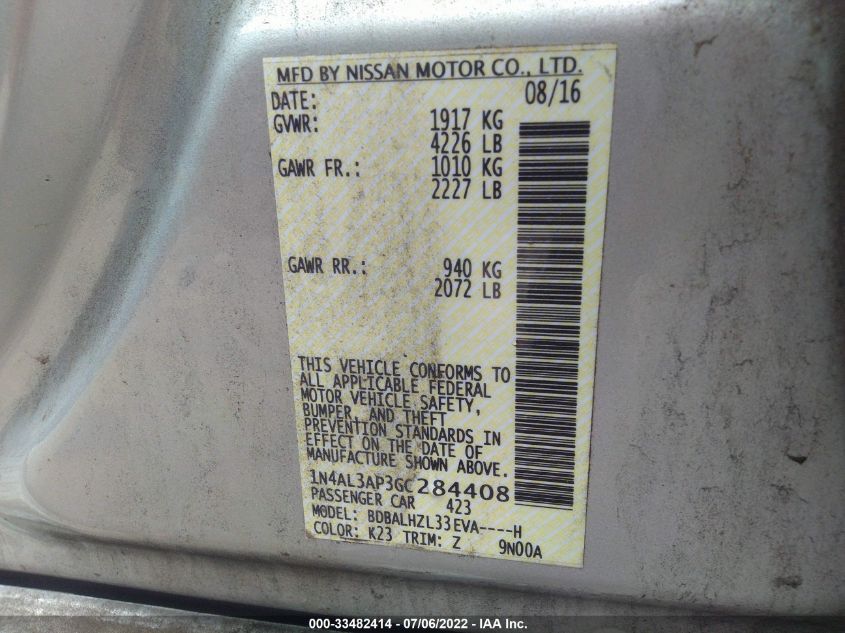 MFD BY NISSAN MOTOR CO., LTD.
DATE: 08/16
GVWR: 1917 KG
4226 LB
GAWR FR.: 1010 KG
2227 LB
GAWR RR.: 940 KG
2072 LB
THIS VEHICLE CONFORMS TO
ALL APPLICABLE FEDERAL
MOTOR VEHICLE SAFETY,
BUMPER, AND THEFT
PREVENTION STANDARDS IN
EFFECT ON THE DATE OF
MANUFACTURE SHOWN ABOVE.
1N4AL3AP3GC284408
PASSENGER CAR 423
MODEL: BDBALHZL33EVA----H
COLOR: K23 TRIM: Z 9N00A
000-33482414 - 07/06/2022 - IAA Inc.